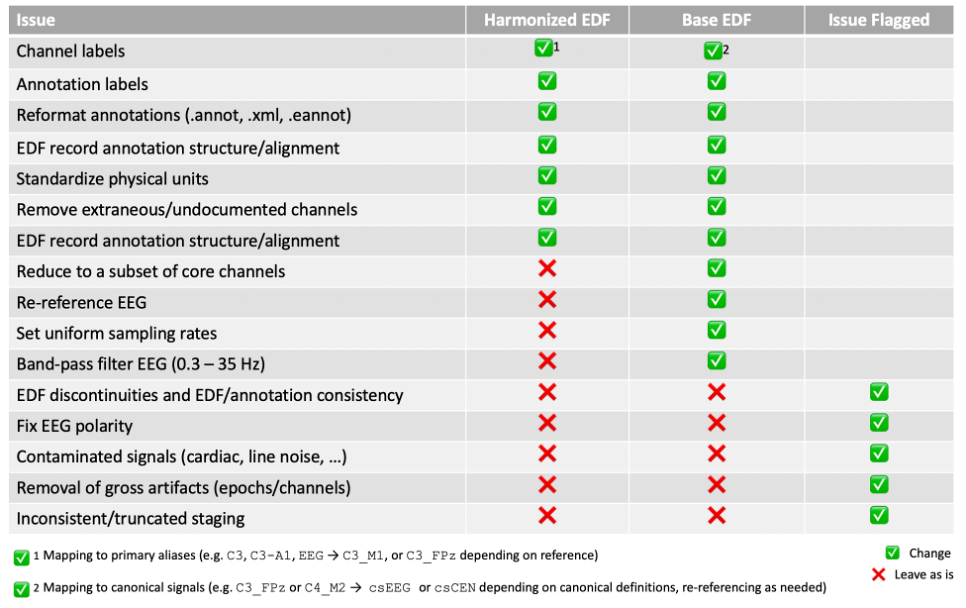 Issue Harmonized EDF Base EDF Issue Flagged
Channel labels ✅1 ✅2
Annotation labels ✅ ✅
Reformat annotations (.annot, .xml, .eannot) ✅ ✅
EDF record annotation structure/alignment ✅ ✅
Standardize physical units ✅ ✅
Remove extraneous/undocumented channels ✅ ✅
EDF record annotation structure/alignment ✅ ✅
Reduce to a subset of core channels ❌ ✅
Re-reference EEG ❌ ✅
Set uniform sampling rates ❌ ✅
Band-pass filter EEG (0.3 – 35 Hz) ❌ ✅
EDF discontinuities and EDF/annotation consistency ❌ ❌ ✅
Fix EEG polarity ❌ ❌ ✅
Contaminated signals (cardiac, line noise, ...) ❌ ❌ ✅
Removal of gross artifacts (epochs/channels) ❌ ❌ ✅
Inconsistent/truncated staging ❌ ❌ ✅
✅ 1 Mapping to primary aliases (e.g. C3, C3-A1, EEG → C3_M1, or C3_FPz depending on reference)
✅ 2 Mapping to canonical signals (e.g. C3_FPz or C4_M2 → csEEG or csCEN depending on canonical definitions, re-referencing as needed)
✅ Change
❌ Leave as is